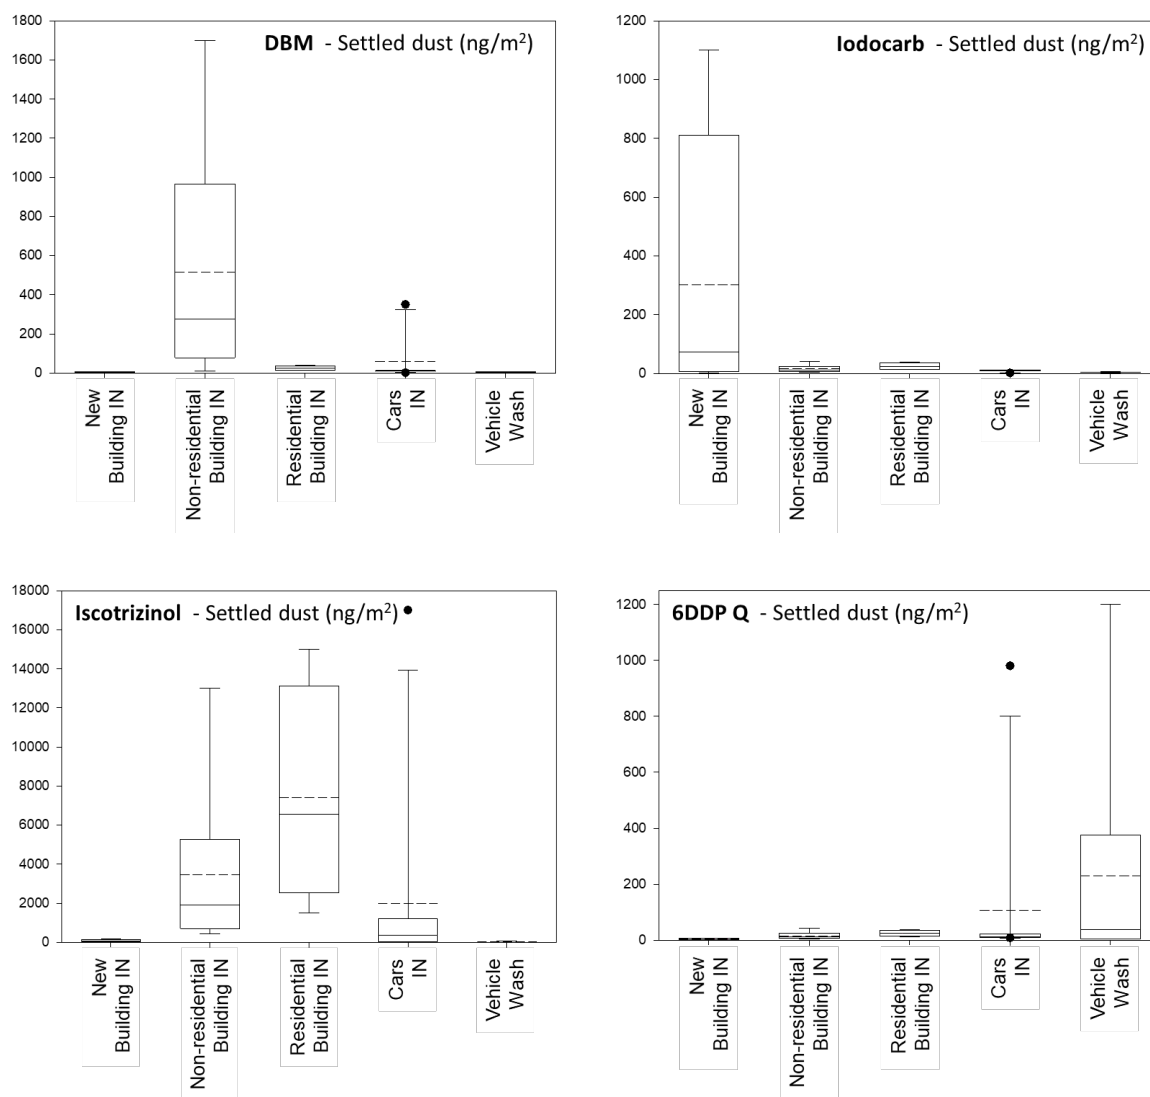 DBM - Settled dust (ng/m²)
1800
1600
1400
1200
1000
800
600
400
200
0
New
Building IN
Non-residential
Building IN
Residential
Building IN
Cars
IN
Vehicle
Wash
Iodocarb - Settled dust (ng/m²)
1200
1000
800
600
400
200
0
New
Building IN
Non-residential
Building IN
Residential
Building IN
Cars
IN
Vehicle
Wash
Iscotrizinol - Settled dust (ng/m²)
18000
16000
14000
12000
10000
8000
6000
4000
2000
0
New
Building IN
Non-residential
Building IN
Residential
Building IN
Cars
IN
Vehicle
Wash
6DDP Q - Settled dust (ng/m²)
1200
1000
800
600
400
200
0
New
Building IN
Non-residential
Building IN
Residential
Building IN
Cars
IN
Vehicle
Wash